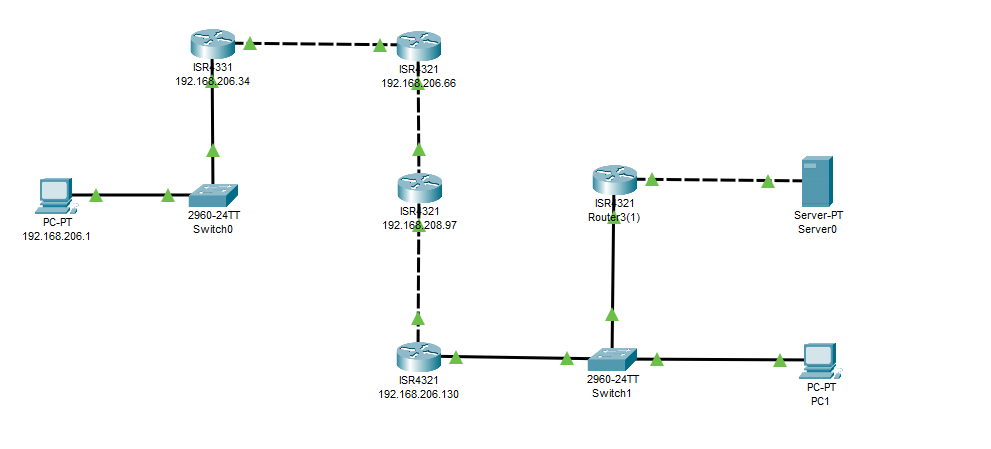 ISR4331
192.168.206.34
ISR4321
192.168.206.66
PC-PT
192.168.206.1
2960-24TT
Switch0
ISR4321
192.168.208.97
ISR4321
Router3(1)
Server-PT
Server0
ISR4321
192.168.206.130
2960-24TT
Switch1
PC-PT
PC1